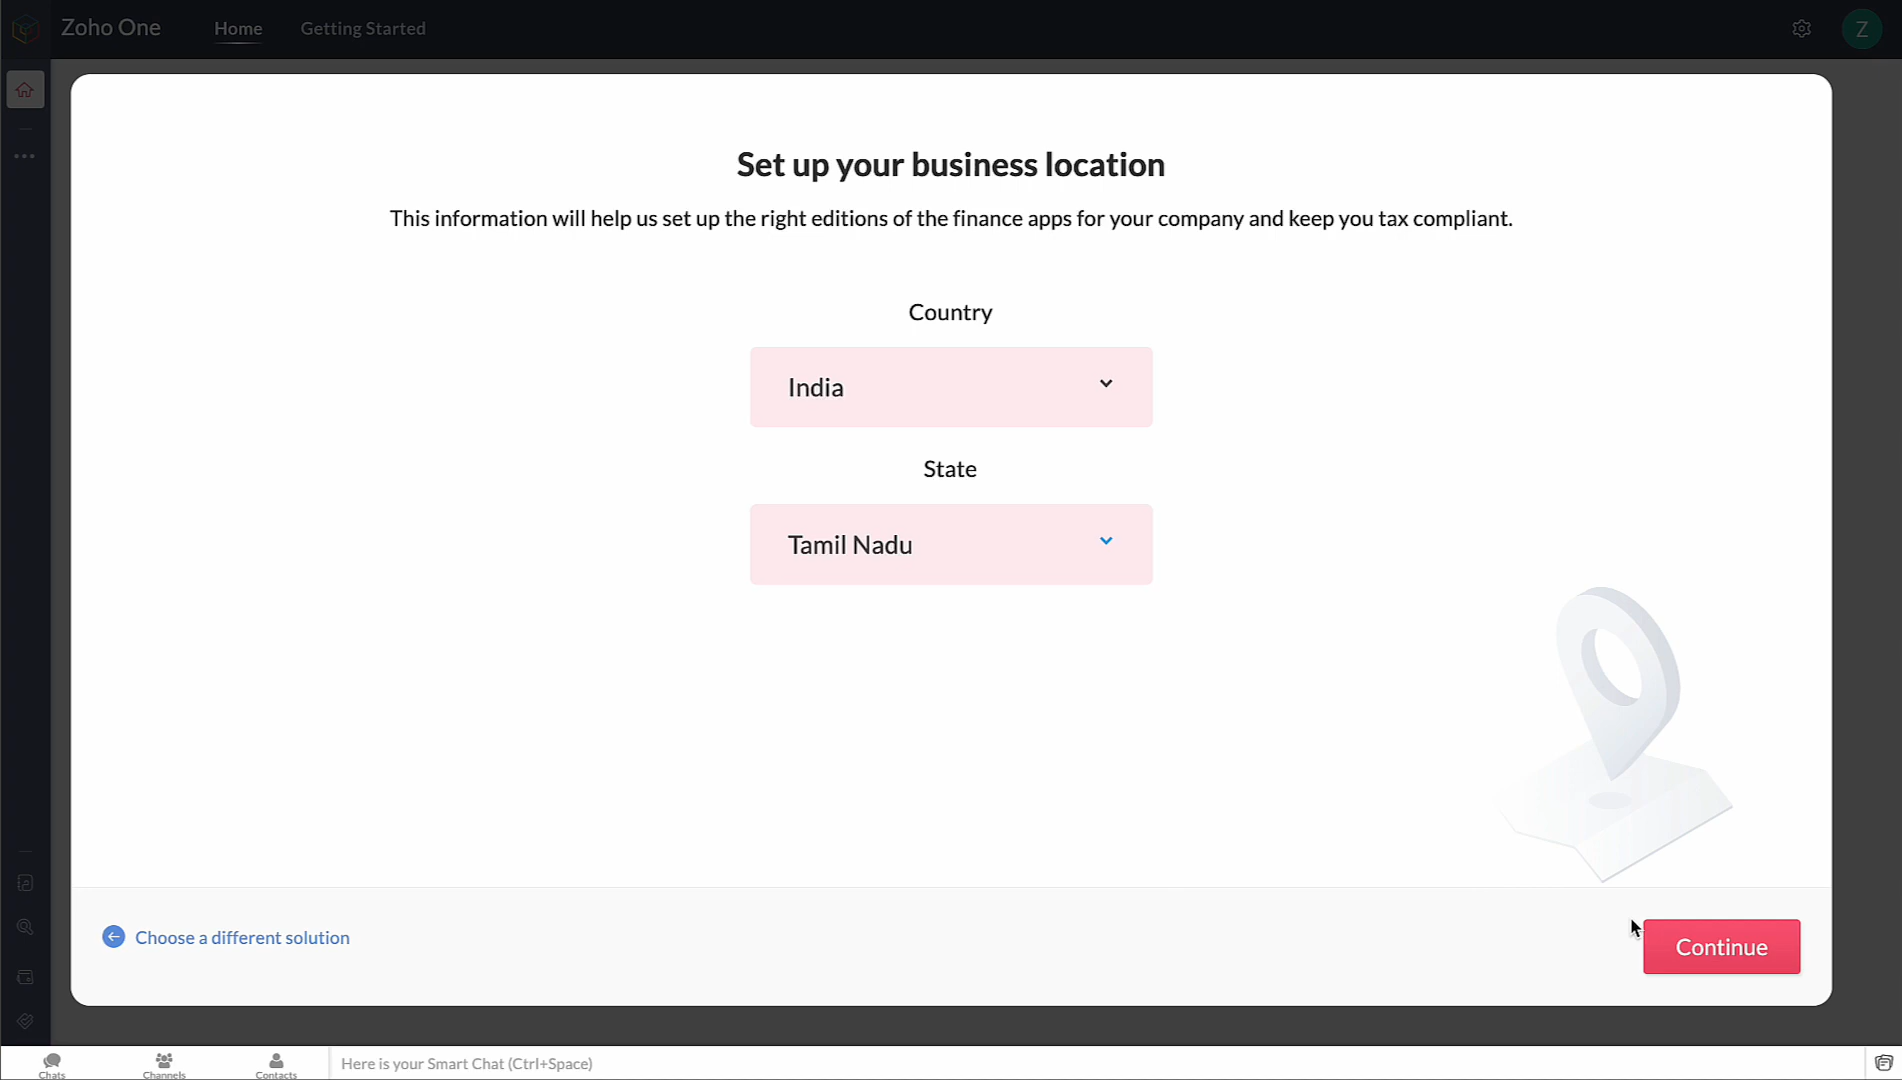 Zoho One
Home
Getting Started
Z
Set up your business location
This information will help us set up the right editions of the finance apps for your company and keep you tax compliant.
Country
India
State
Tamil Nadu
Choose a different solution
Continue
Chats
Channels
Contacts
Here is your Smart Chat (Ctrl+Space)